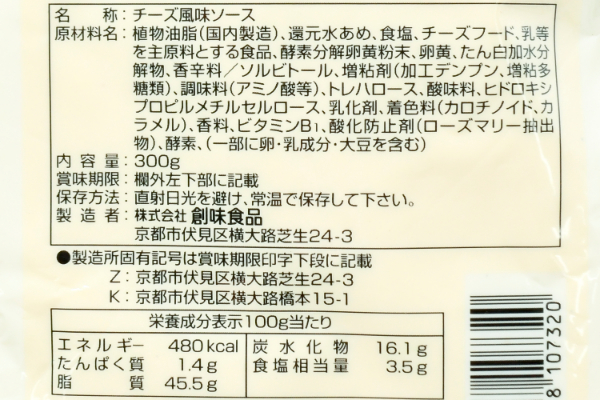 名 称：チーズ風味ソース
原材料名：植物油脂（国内製造）、還元水あめ、食塩、チーズフード、乳等
を主原料とする食品、酵素分解卵黄粉末、卵黄、たん白加水分
解物、香辛料／ソルビトール、増粘剤（加工デンプン、増粘多
糖類）、調味料（アミノ酸等）、トレハロース、酸味料、ヒドロキシ
プロピルメチルセルロース、乳化剤、着色料（カロチノイド、カ
ラメル）、香料、ビタミンB₁、酸化防止剤（ローズマリー抽出
物）、酵素、（一部に卵・乳成分・大豆を含む）
内 容 量：300g
賞味期限：欄外左下部に記載
保存方法：直射日光を避け、常温で保存して下さい。
製 造 者：株式会社 創味食品
京都市伏見区横大路芝生24-3
●製造所固有記号は賞味期限印字下段に記載
Z：京都市伏見区横大路芝生24-3
K：京都市伏見区横大路橋本15-1
栄養成分表示100g当たり
エネルギー 480kcal 炭水化物 16.1g
たんぱく質 1.4g 食塩相当量 3.5g
脂 質 45.5g
8 107320